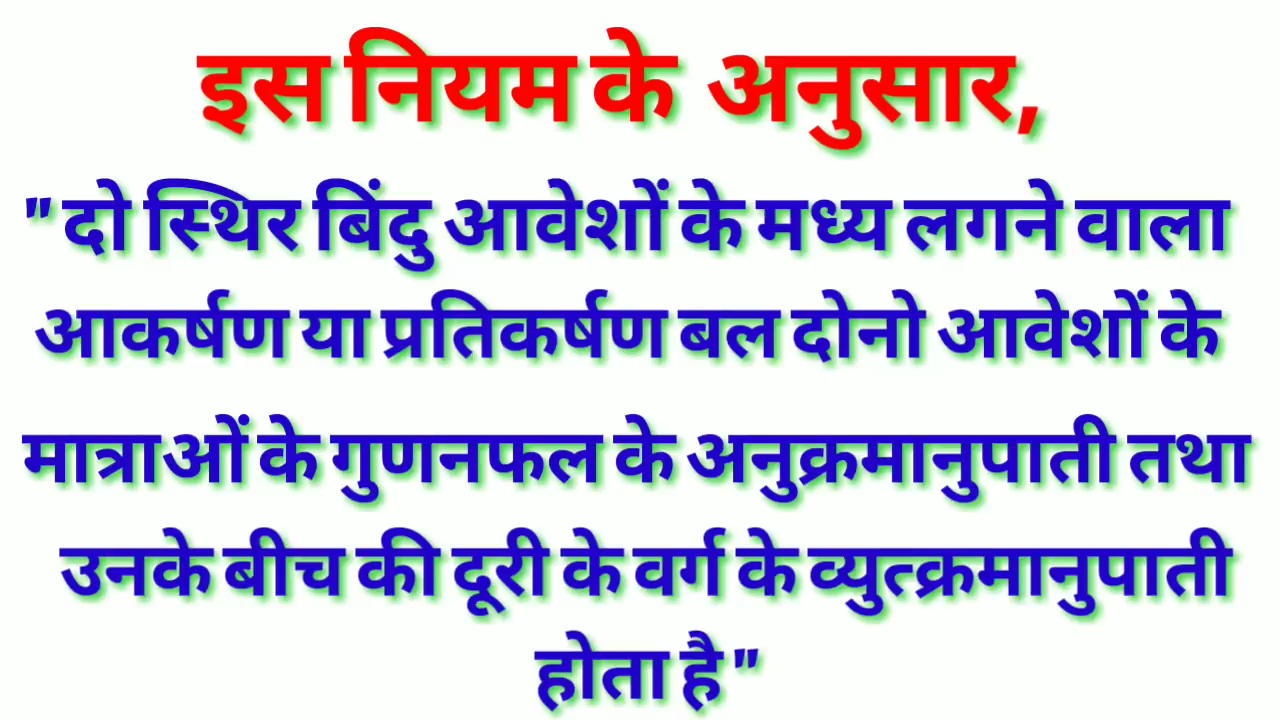 इस नियम के अनुसार,
" दो स्थिर बिंदु आवेशों के मध्य लगने वाला
आकर्षण या प्रतिकर्षण बल दोनो आवेशों के
मात्राओं के गुणनफल के अनुक्रमानुपाती तथा
उनके बीच की दूरी के वर्ग के व्युत्क्रमानुपाती
होता है "